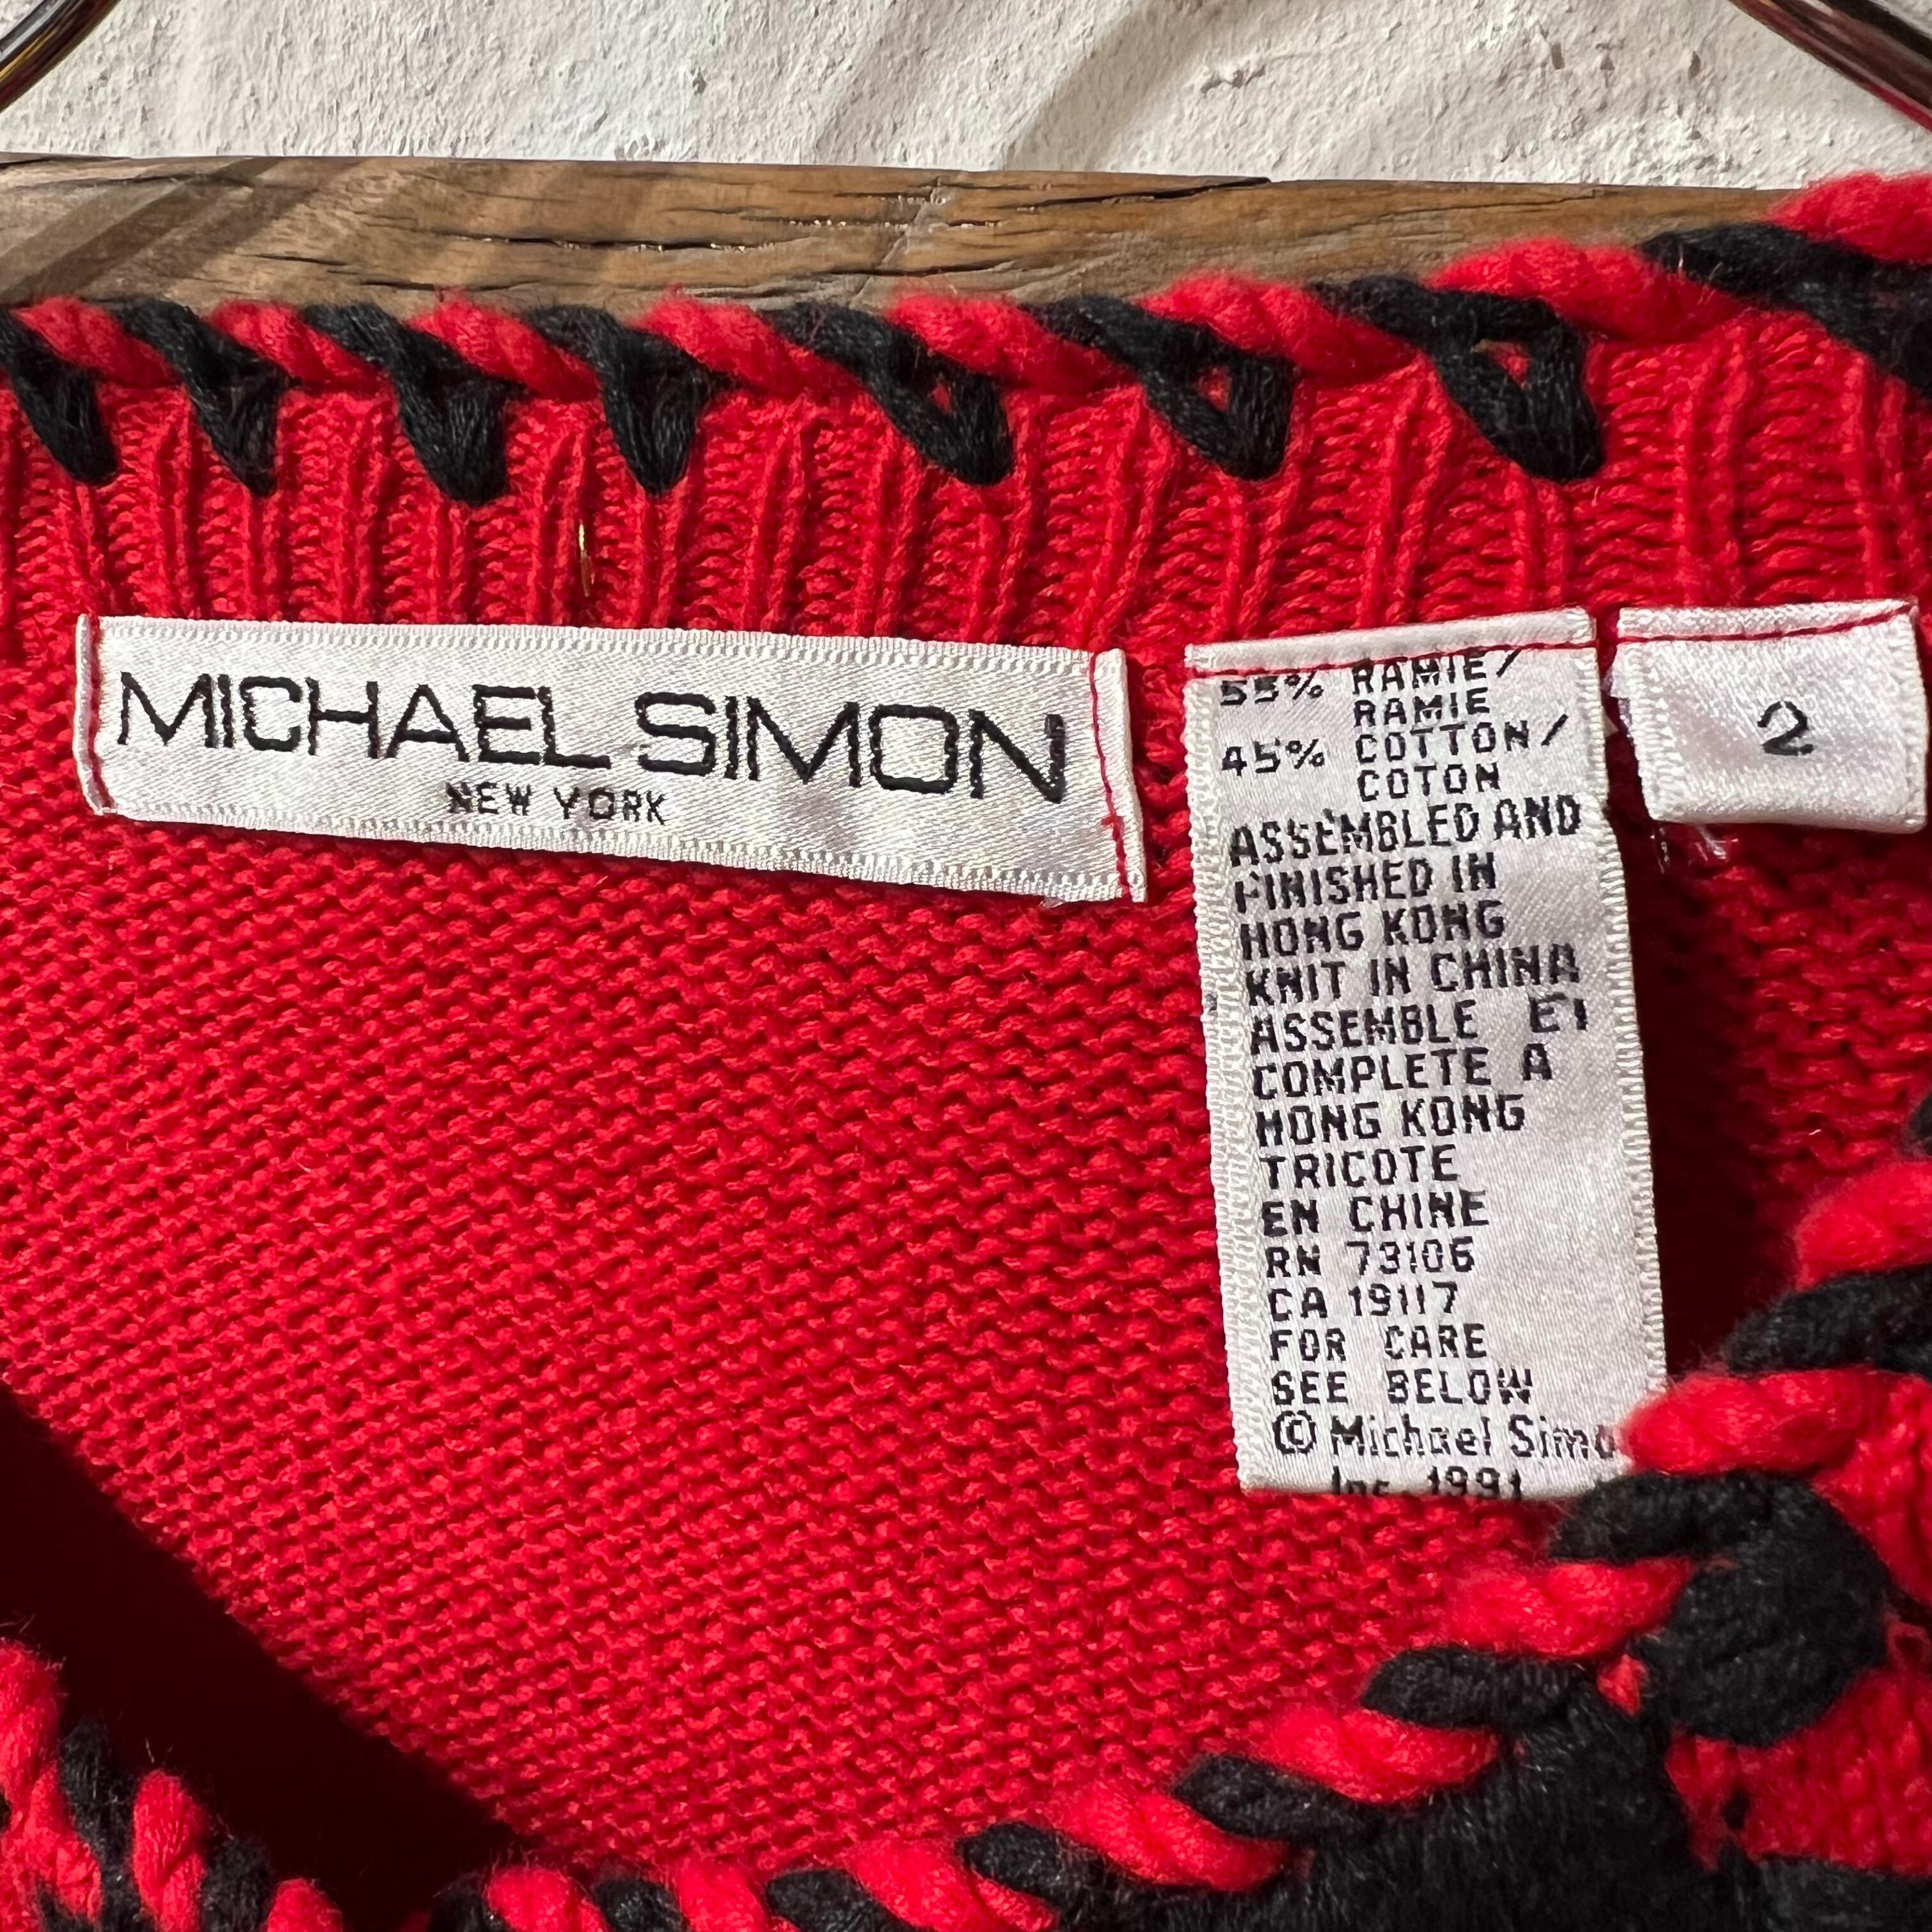 MICHAEL SIMON
NEW YORK
55% RAMIE/
RAMIE
45% COTTON/
COTON
ASSEMBLED AND
FINISHED IN
HONG KONG
KNIT IN CHINA
ASSEMBLE ET
COMPLETE A
HONG KONG
TRICOTE
EN CHINE
RN 73106
CA 19117
FOR CARE
SEE BELOW
© Michael Simo
Inc. 1991
2